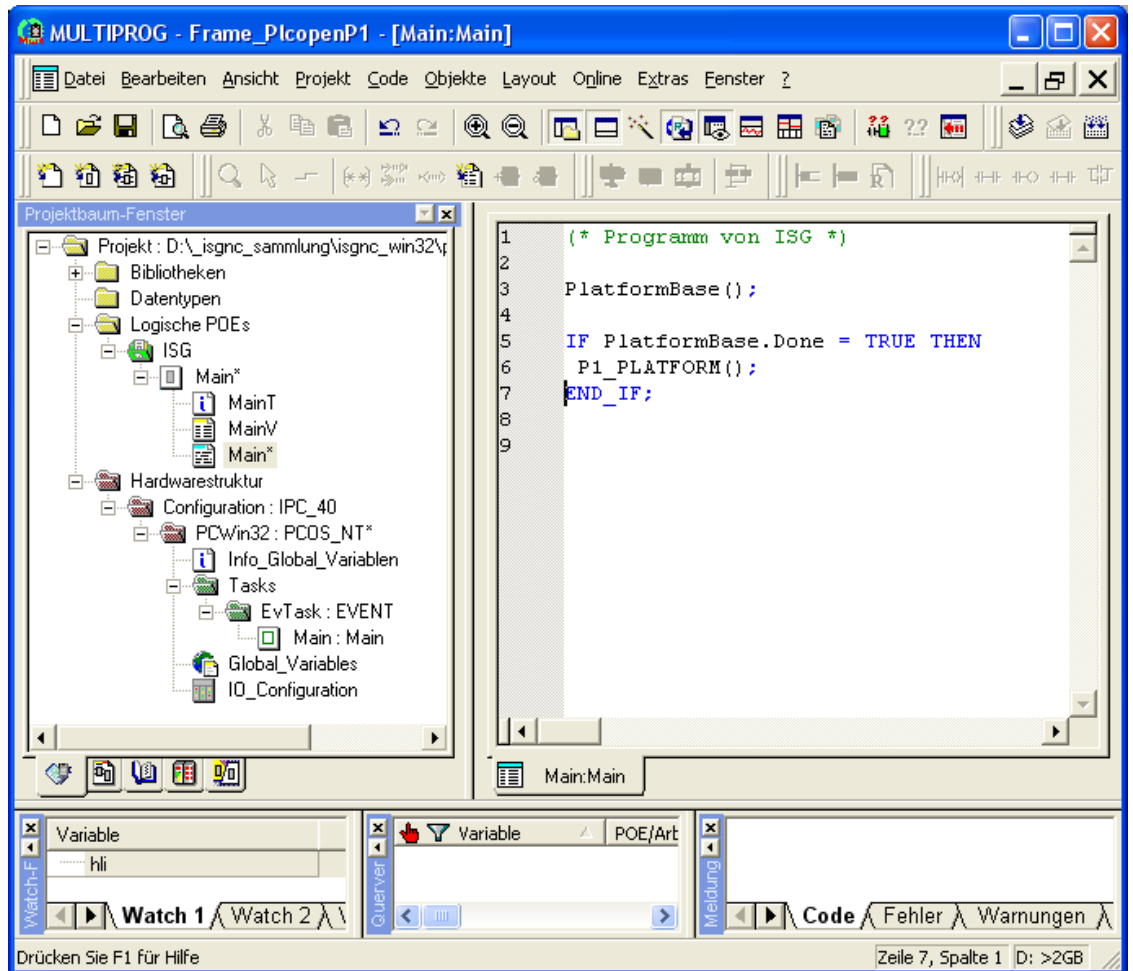 MULTIPROG - Frame_PlcopenP1 - [Main:Main]
Datei Bearbeiten Ansicht Projekt Code Objekte Layout Online Extras Fenster ?
Projektbaum-Fenster
Projekt : D:\_isgnc_sammlung\isgnc_win32\p
Bibliotheken
Datentypen
Logische POEs
ISG
Main*
MainT
MainV
Main*
Hardwarestruktur
Configuration : IPC_40
PCWin32 : PCOS_NT*
Info_Global_Variablen
Tasks
EvTask : EVENT
Main : Main
Global_Variables
IO_Configuration
1 (* Programm von ISG *)
2
3 PlatformBase();
4
5 IF PlatformBase.Done = TRUE THEN
6 P1_PLATFORM();
7 END_IF;
8
9
Main:Main
Watch-F
Variable
hli
Watch 1 Watch 2
Querver
Variable POE/Arb
Meldung
Code Fehler Warnungen
Drücken Sie F1 für Hilfe
Zeile 7, Spalte 1 D: >2GB